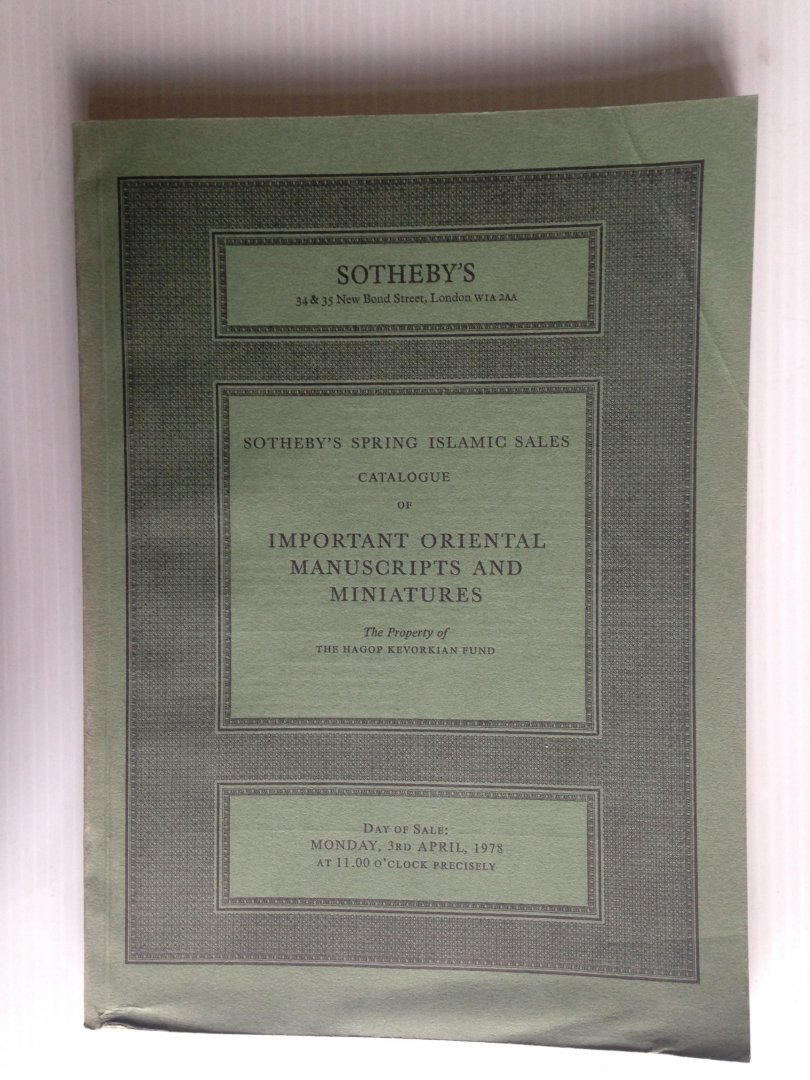 SOTHEBY'S
34 & 35 New Bond Street, London W1A 2AA
SOTHEBY'S SPRING ISLAMIC SALES
CATALOGUE
OF
IMPORTANT ORIENTAL
MANUSCRIPTS AND
MINIATURES
The Property of
THE HAGOP KEVORKIAN FUND
DAY OF SALE:
MONDAY, 3RD APRIL, 1978
AT 11.00 O'CLOCK PRECISELY